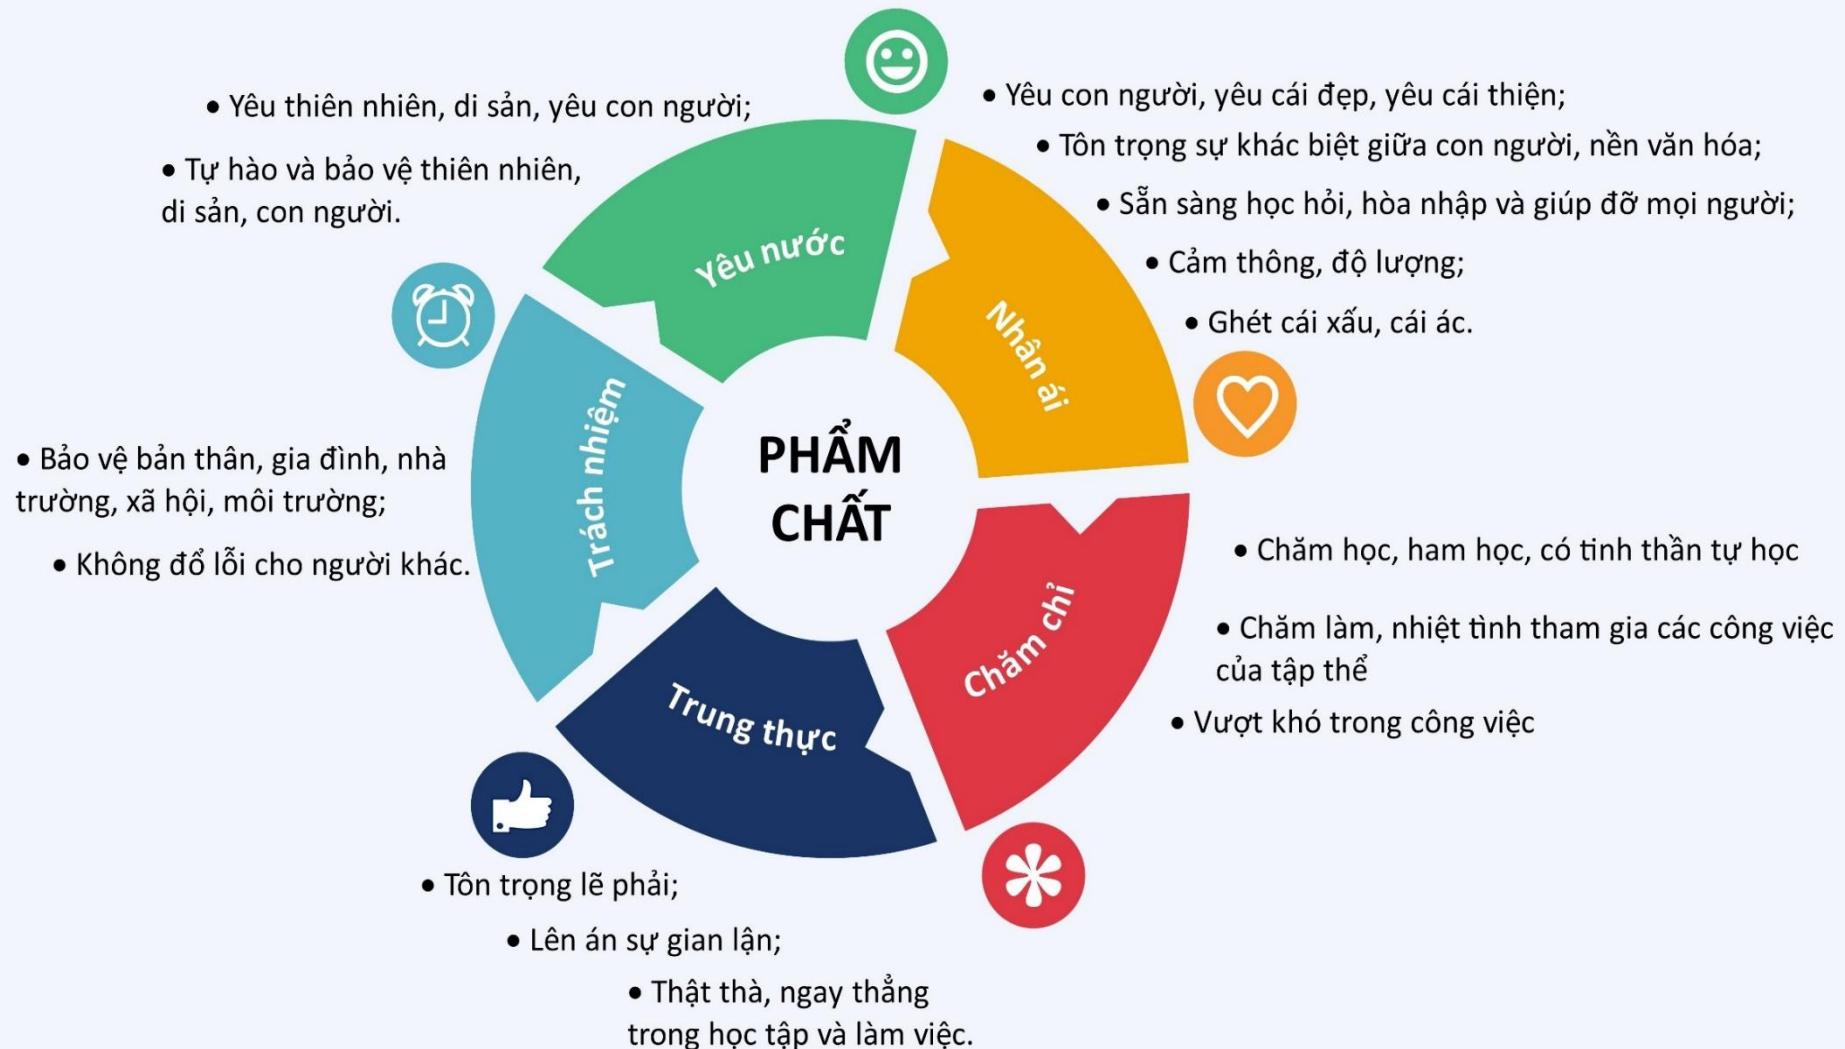 PHẨM
CHẤT
Yêu nước
• Yêu thiên nhiên, di sản, yêu con người;
• Tự hào và bảo vệ thiên nhiên,
di sản, con người.
Nhân ái
• Yêu con người, yêu cái đẹp, yêu cái thiện;
• Tôn trọng sự khác biệt giữa con người, nền văn hóa;
• Sẵn sàng học hỏi, hòa nhập và giúp đỡ mọi người;
• Cảm thông, độ lượng;
• Ghét cái xấu, cái ác.
Chăm chỉ
• Chăm học, ham học, có tinh thần tự học
• Chăm làm, nhiệt tình tham gia các công việc
của tập thể
• Vượt khó trong công việc
Trung thực
• Tôn trọng lẽ phải;
• Lên án sự gian lận;
• Thật thà, ngay thẳng
trong học tập và làm việc.
Trách nhiệm
• Bảo vệ bản thân, gia đình, nhà
trường, xã hội, môi trường;
• Không đổ lỗi cho người khác.